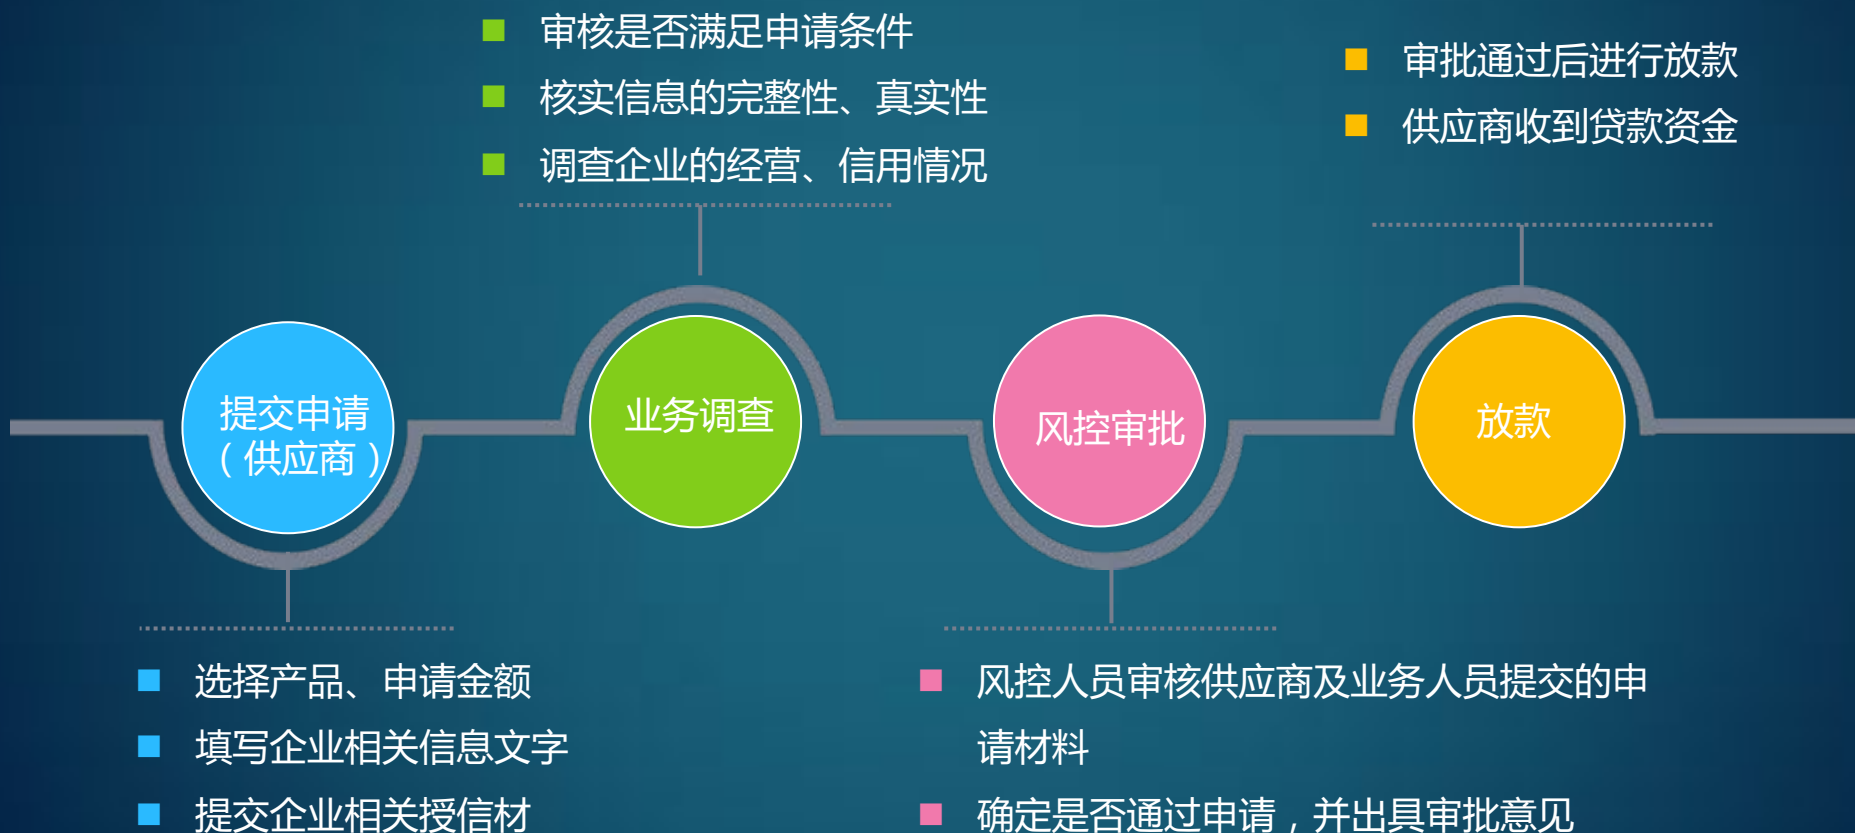 审核是否满足申请条件
核实信息的完整性、真实性
调查企业的经营、信用情况
审批通过后进行放款
供应商收到贷款资金
提交申请
（供应商）
业务调查
风控审批
放款
选择产品、申请金额
填写企业相关信息文字
提交企业相关授信材
风控人员审核供应商及业务人员提交的申
请材料
确定是否通过申请，并出具审批意见